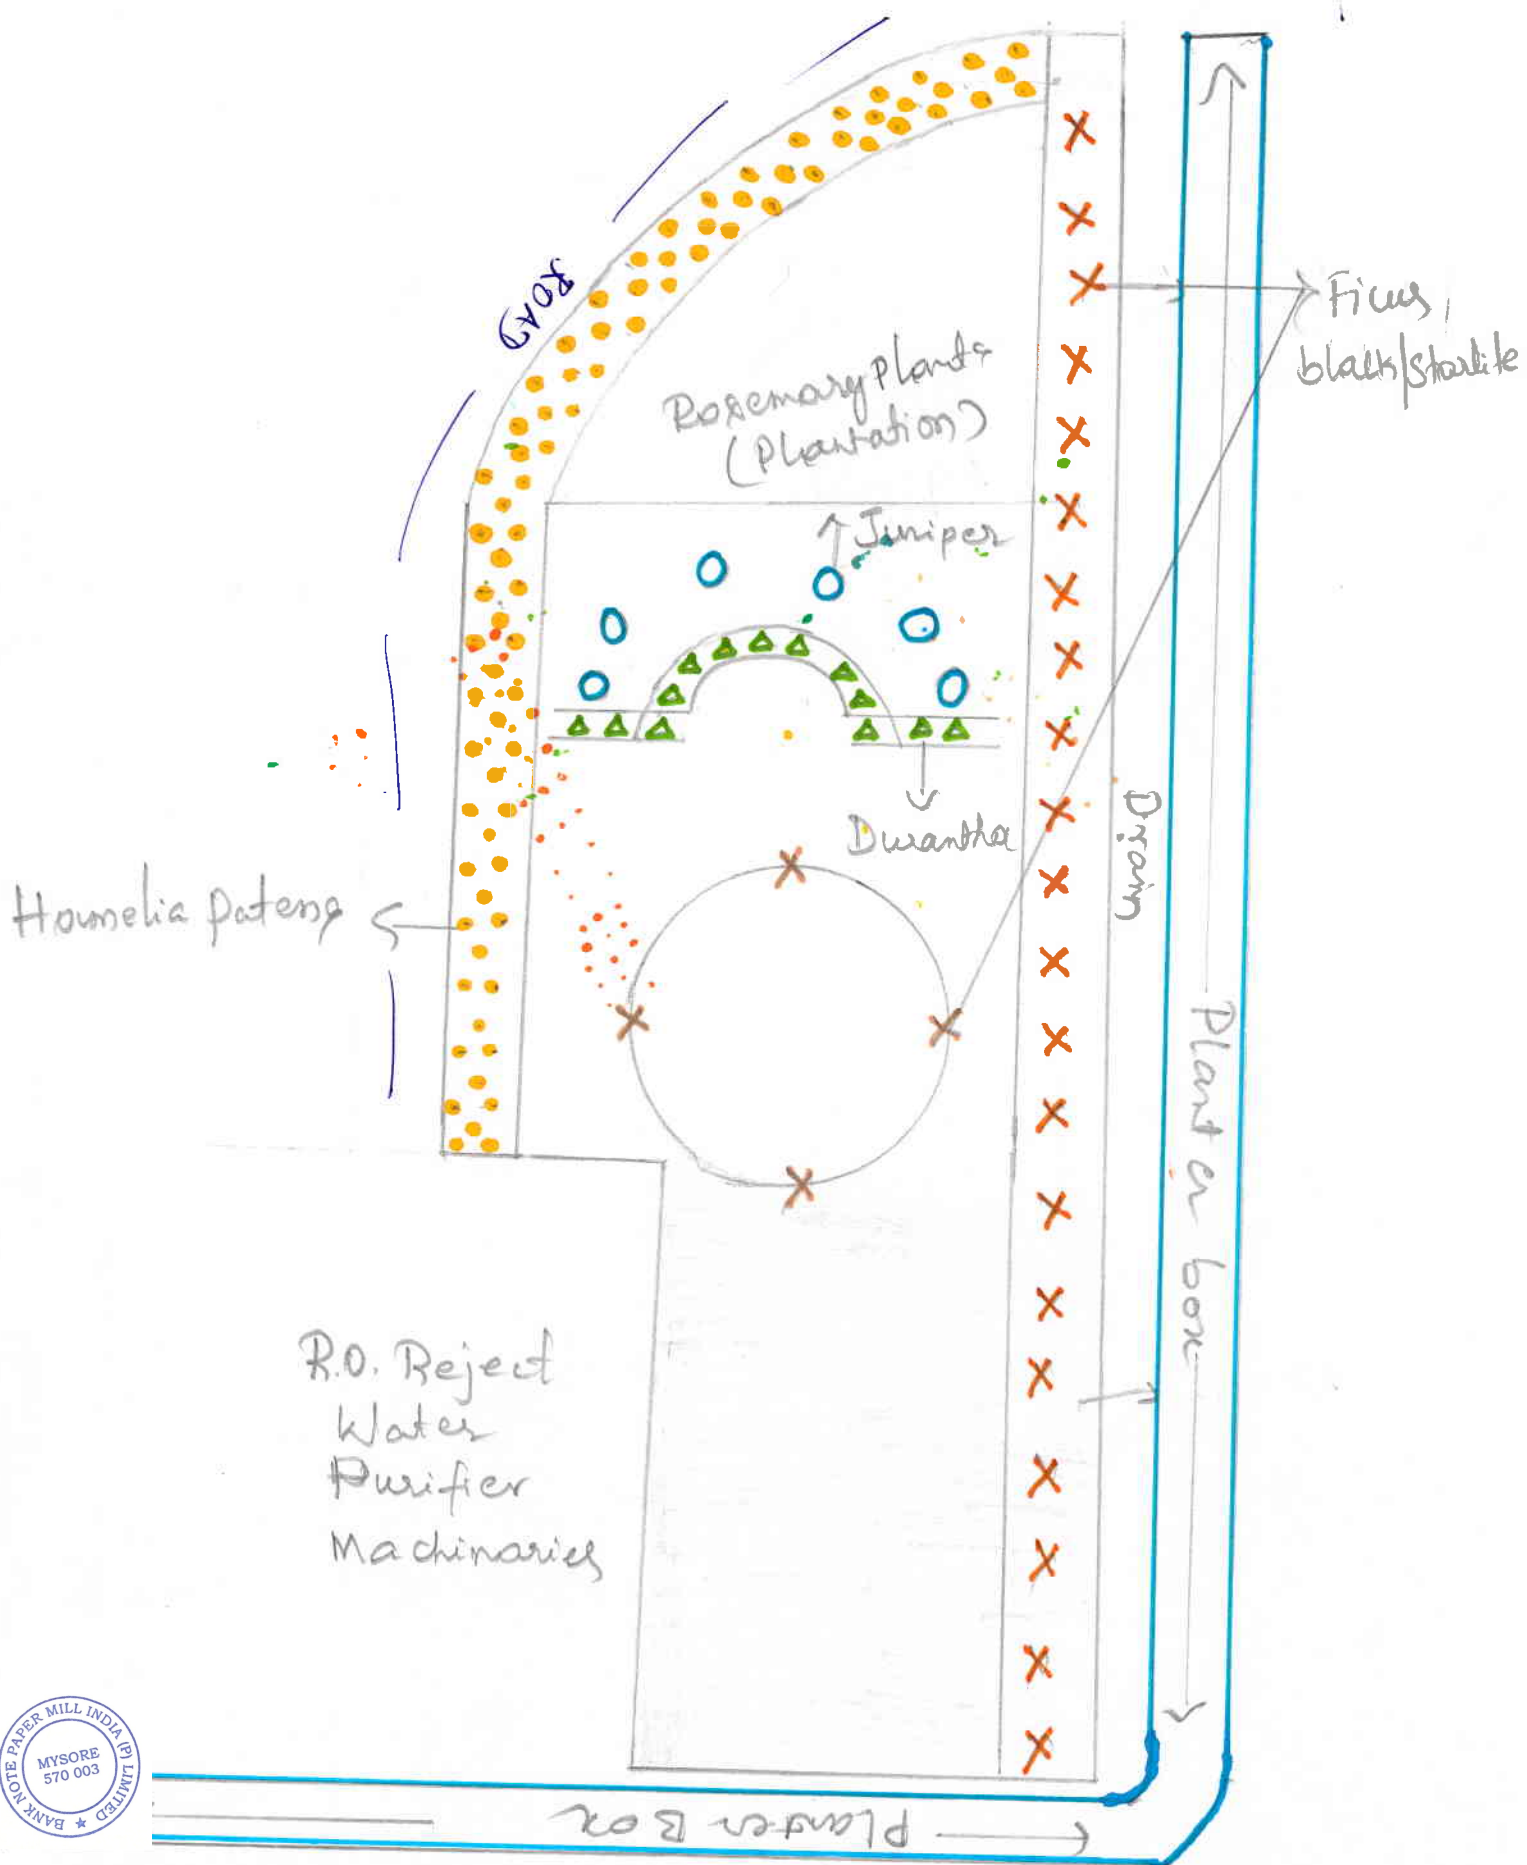 ROAD
Ficus,
black/starlite
Rosemary Plants
(Plantation)
Juniper
Durantha
Drain
Hamelia Patens
Planter box
R.O. Reject
Water
Purifier
Machinaries
Planter Box
BANK NOTE PAPER MILL INDIA (P) LIMITED ★
MYSORE
570 003